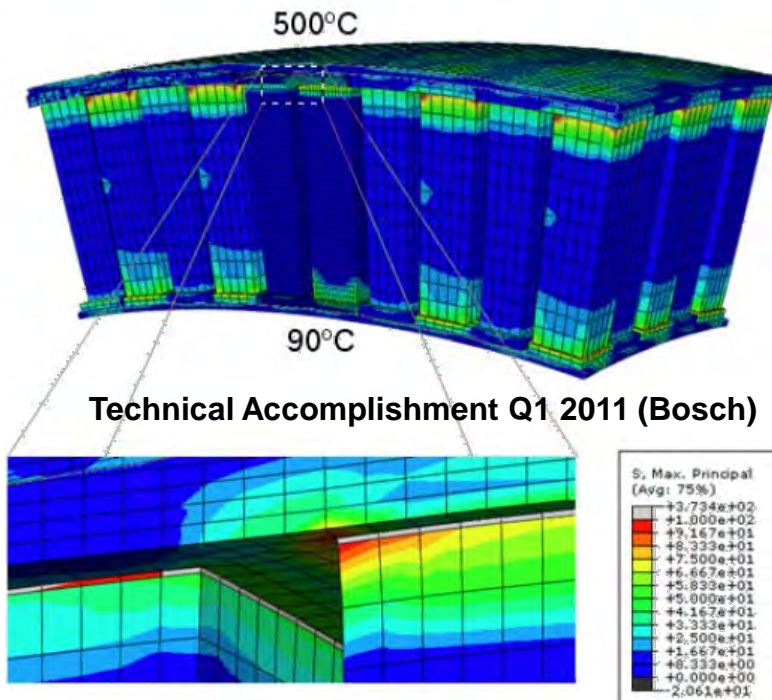 500°C
90°C
Technical Accomplishment Q1 2011 (Bosch)
S, Max. Principal
(Avg: 75%)
+3.734e+02
+1.000e+02
+9.167e+01
+8.333e+01
+7.500e+01
+6.667e+01
+5.833e+01
+5.000e+01
+4.167e+01
+3.333e+01
+2.500e+01
+1.667e+01
+8.333e+00
+0.000e+00
-2.061e+01